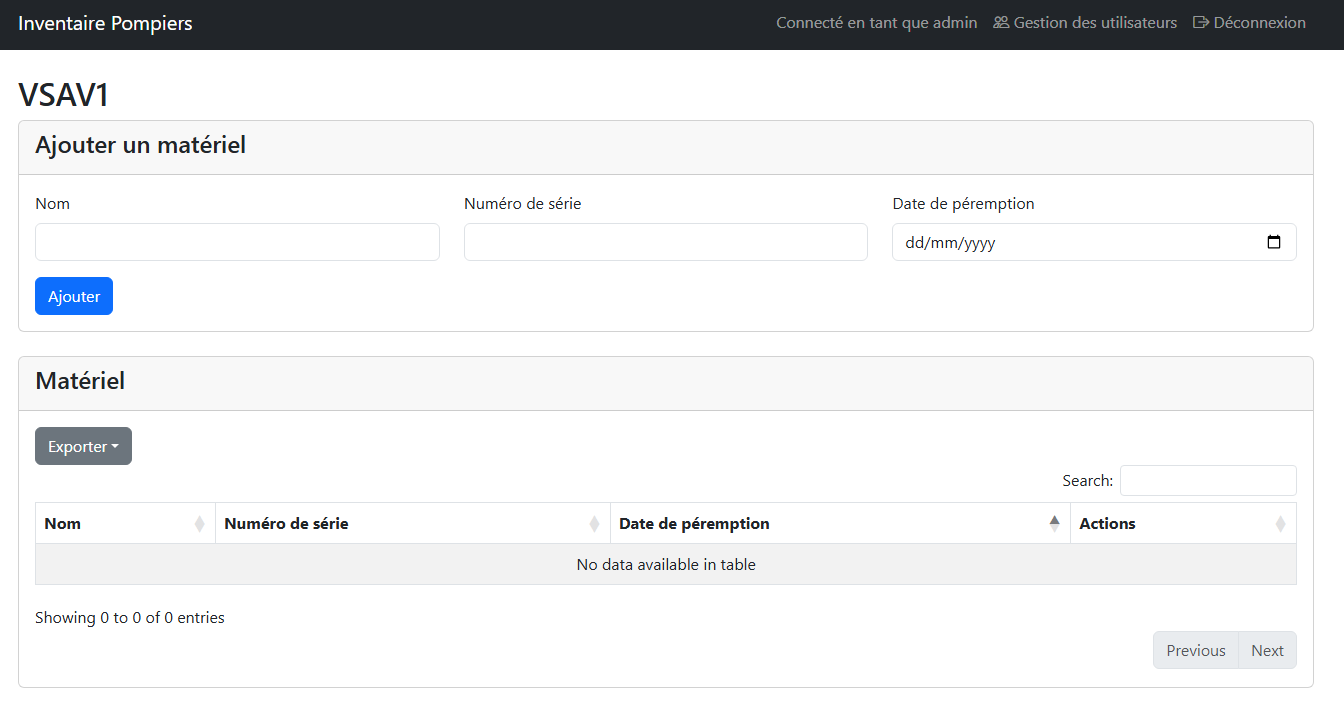 Inventaire Pompiers
Connecté en tant que admin Gestion des utilisateurs Déconnexion
VSAV1
Ajouter un matériel
Nom Numéro de série Date de péremption
dd/mm/yyyy
Ajouter
Matériel
Exporter
Search:
Nom Numéro de série Date de péremption Actions
No data available in table
Showing 0 to 0 of 0 entries
Previous Next